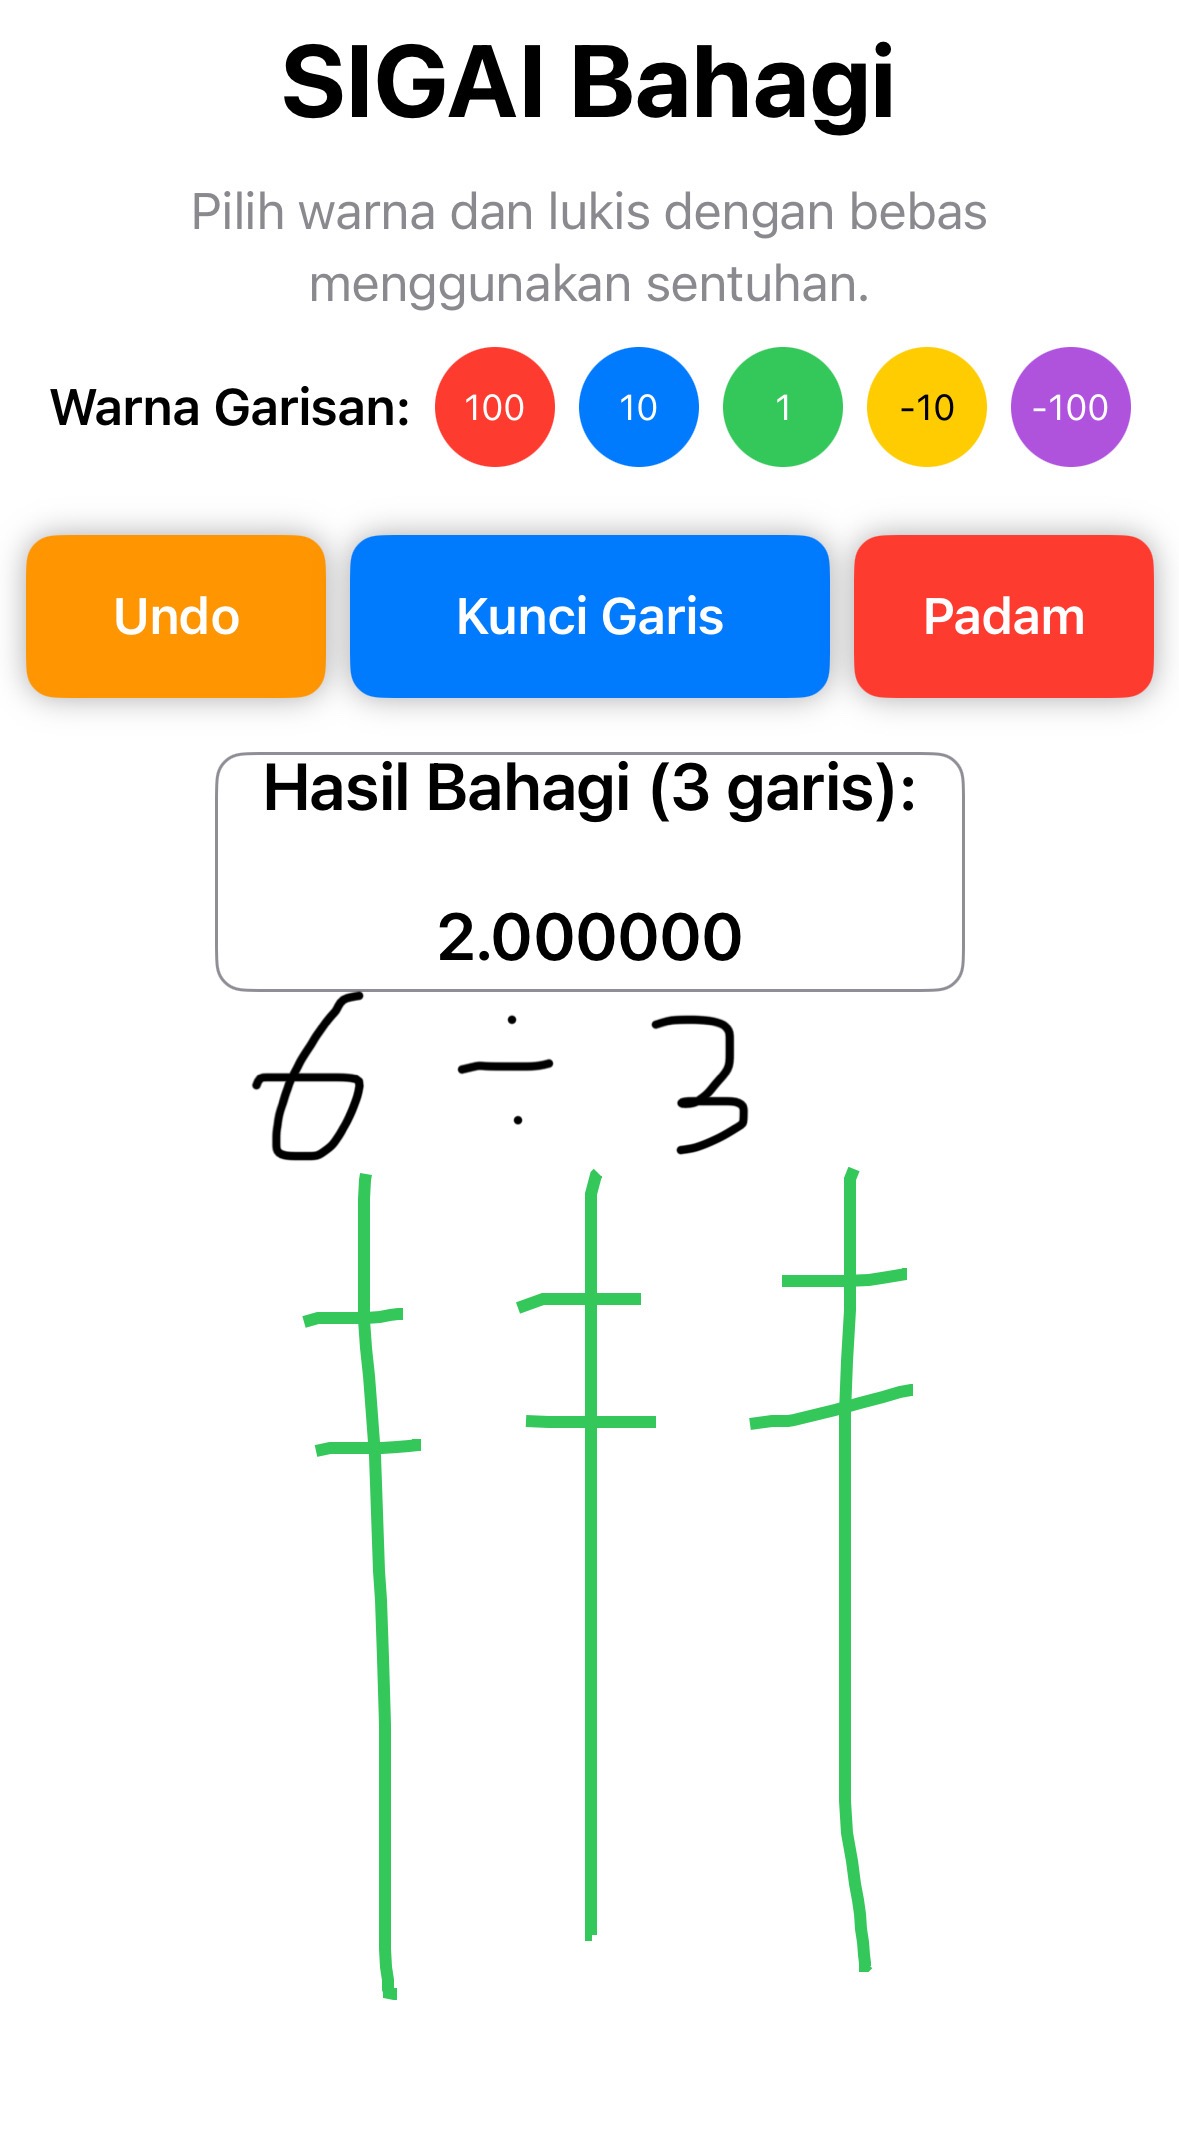 SIGAI Bahagi
Pilih warna dan lukis dengan bebas
menggunakan sentuhan.
Warna Garisan: 100 10 1 -10 -100
Undo Kunci Garis Padam
Hasil Bahagi (3 garis):
2.000000
6 ÷ 3